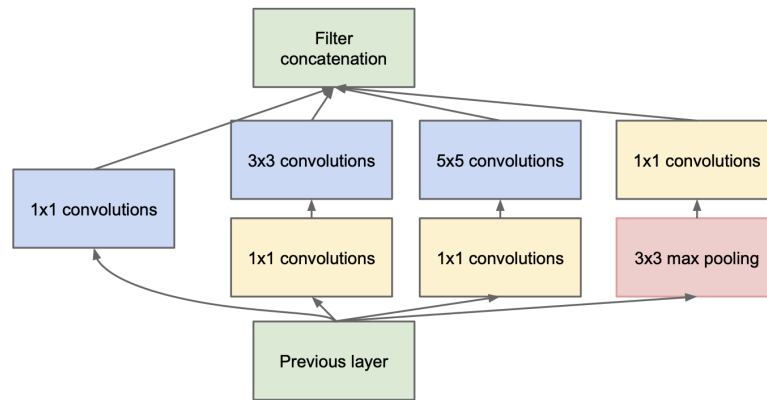 Filter
concatenation
3x3 convolutions
5x5 convolutions
1x1 convolutions
1x1 convolutions
1x1 convolutions
1x1 convolutions
3x3 max pooling
Previous layer